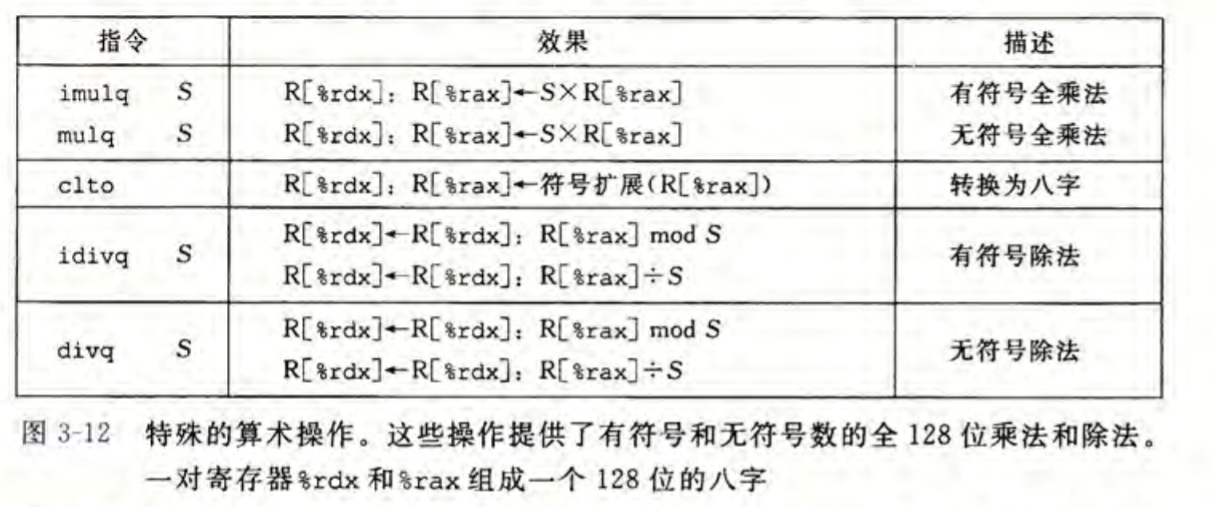 指令 效果 描述
imulq S R[%rdx]：R[%rax]←S×R[%rax] 有符号全乘法
mulq S R[%rdx]：R[%rax]←S×R[%rax] 无符号全乘法
clto R[%rdx]：R[%rax]←符号扩展(R[%rax]) 转换为八字
idivq S R[%rdx]←R[%rdx]：R[%rax] mod S 有符号除法
R[%rdx]←R[%rdx]：R[%rax]÷S
divq S R[%rdx]←R[%rdx]：R[%rax] mod S 无符号除法
R[%rdx]←R[%rdx]：R[%rax]÷S
图 3-12 特殊的算术操作。这些操作提供了有符号和无符号数的全 128 位乘法和除法。
一对寄存器%rdx 和%rax 组成一个 128 位的八字